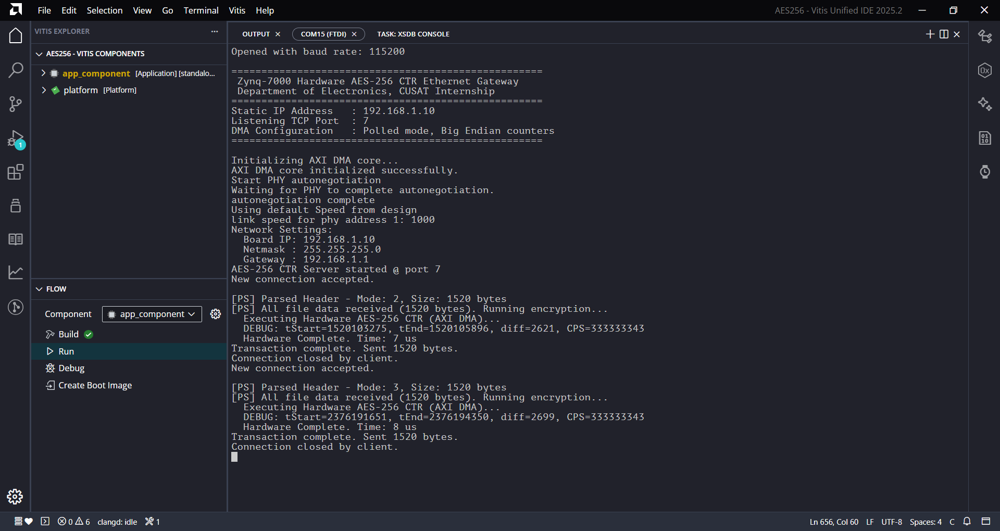 File Edit Selection View Go Terminal Vitis Help
AES256 - Vitis Unified IDE 2025.2
VITIS EXPLORER
AES256 - VITIS COMPONENTS
app_component [Application] [standalo...
platform [Platform]
1
FLOW
Component app_component
Build
Run
Debug
Create Boot Image
OUTPUT COM15 (FTDI) TASK: XSDB CONSOLE
Opened with baud rate: 115200
====================================================
Zynq-7000 Hardware AES-256 CTR Ethernet Gateway
Department of Electronics, CUSAT Internship
====================================================
Static IP Address : 192.168.1.10
Listening TCP Port : 7
DMA Configuration : Polled mode, Big Endian counters
====================================================
Initializing AXI DMA core...
AXI DMA core initialized successfully.
Start PHY autonegotiation
Waiting for PHY to complete autonegotiation.
autonegotiation complete
Using default Speed from design
link speed for phy address 1: 1000
Network Settings:
Board IP: 192.168.1.10
Netmask : 255.255.255.0
Gateway : 192.168.1.1
AES-256 CTR Server started @ port 7
New connection accepted.
[PS] Parsed Header - Mode: 2, Size: 1520 bytes
[PS] All file data received (1520 bytes). Running encryption...
Executing Hardware AES-256 CTR (AXI DMA)...
DEBUG: tStart=1520103275, tEnd=1520105896, diff=2621, CPS=333333343
Hardware Complete. Time: 7 us
Transaction complete. Sent 1520 bytes.
Connection closed by client.
New connection accepted.
[PS] Parsed Header - Mode: 3, Size: 1520 bytes
[PS] All file data received (1520 bytes). Running encryption...
Executing Hardware AES-256 CTR (AXI DMA)...
DEBUG: tStart=2376191651, tEnd=2376194350, diff=2699, CPS=333333343
Hardware Complete. Time: 8 us
Transaction complete. Sent 1520 bytes.
Connection closed by client.
0x
01
10
0 6 clangd: idle 1
Ln 656, Col 60 LF UTF-8 Spaces: 4 C